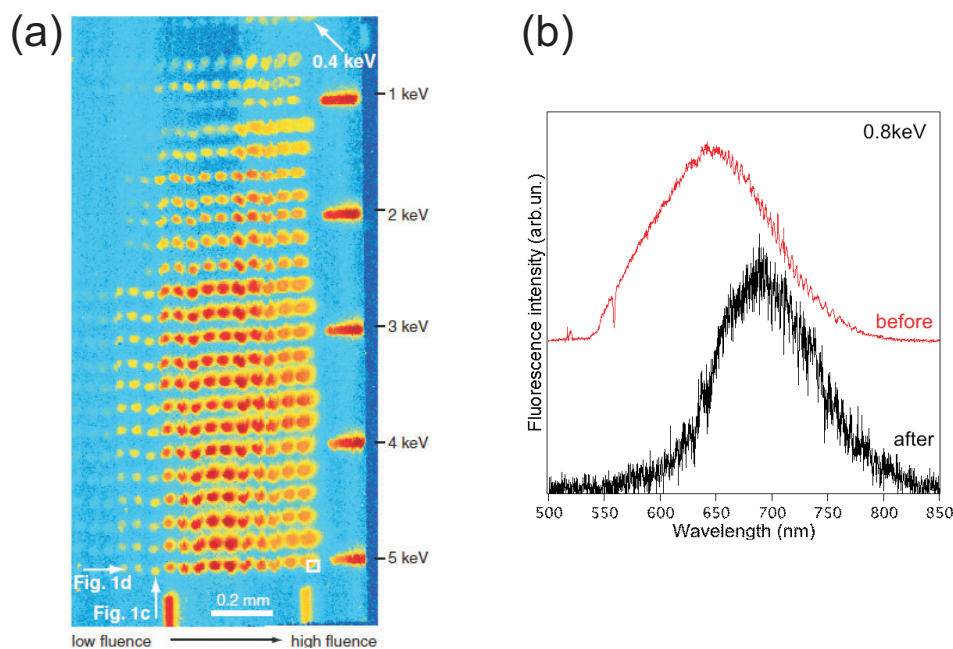 (a)
0.4 keV
1 keV
2 keV
3 keV
4 keV
5 keV
Fig. 1d
Fig. 1c
0.2 mm
low fluence
high fluence
(b)
0.8keV
before
after
Fluorescence intensity (arb.un.)
500 550 600 650 700 750 800 850
Wavelength (nm)